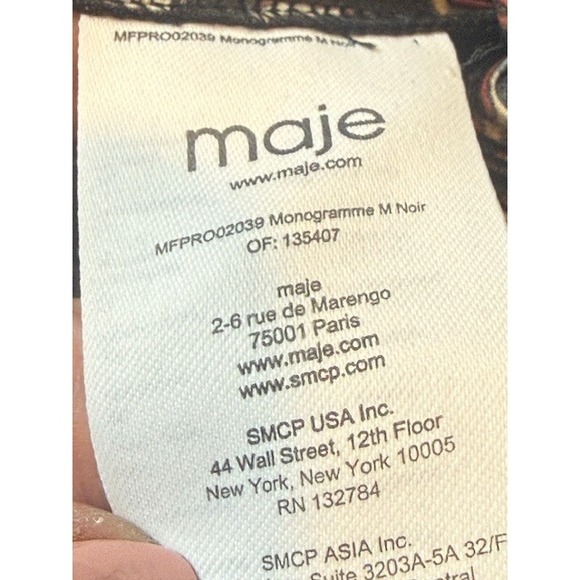 MFPRO02039 Monogramme M Noir
maje
www.maje.com
MFPRO02039 Monogramme M Noir
OF: 135407
maje
2-6 rue de Marengo
75001 Paris
www.maje.com
www.smcp.com
SMCP USA Inc.
44 Wall Street, 12th Floor
New York, New York 10005
RN 132784
SMCP ASIA Inc.
Suite 3203A-5A 32/F